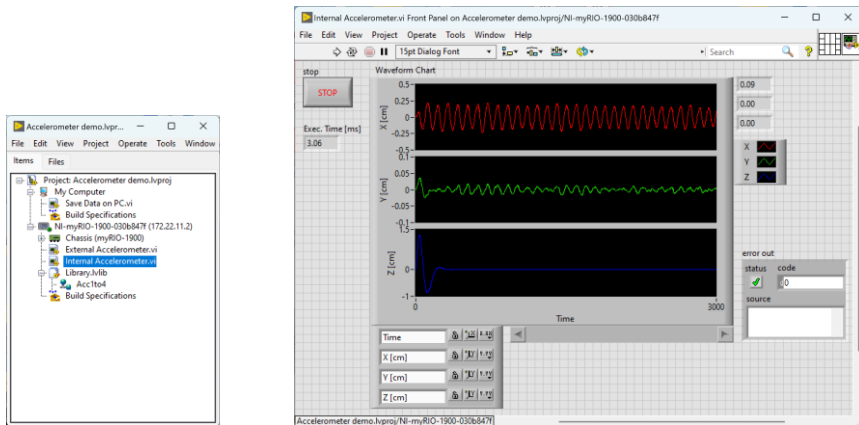 Accelerometer demo.lvpr...
File Edit View Project Operate Tools Window
Items Files
Project: Accelerometer demo.lvproj
My Computer
Save Data on PC.vi
Build Specifications
NI-myRIO-1900-030b847f (172.22.11.2)
Chassis (myRIO-1900)
External Accelerometer.vi
Internal Accelerometer.vi
Library.lvlib
Acc1to4
Build Specifications
Internal Accelerometer.vi Front Panel on Accelerometer demo.lvproj/NI-myRIO-1900-030b847f
File Edit View Project Operate Tools Window Help
15pt Dialog Font
Search
stop
STOP
Exec. Time [ms]
3.06
Waveform Chart
0.5
0.25
0
-0.25
-0.5
X [cm]
0.1
0.05
0
-0.05
-0.1
Y [cm]
1.5
0
-1
Z [cm]
0
3000
Time
0.09
0.00
0.00
X
Y
Z
error out
status code
0
source
Time
X [cm]
Y [cm]
Z [cm]
Accelerometer demo.lvproj/NI-myRIO-1900-030b847f